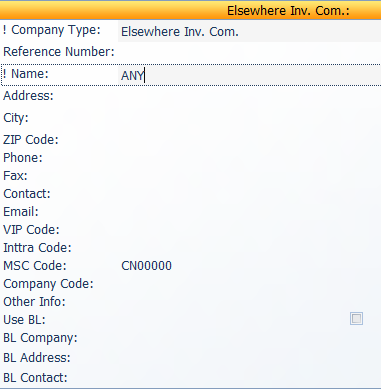 Elsewhere Inv. Com.:
! Company Type: Elsewhere Inv. Com.
Reference Number:
! Name: ANY
Address:
City:
ZIP Code:
Phone:
Fax:
Contact:
Email:
VIP Code:
Inttra Code:
MSC Code: CN00000
Company Code:
Other Info:
Use BL:
BL Company:
BL Address:
BL Contact: